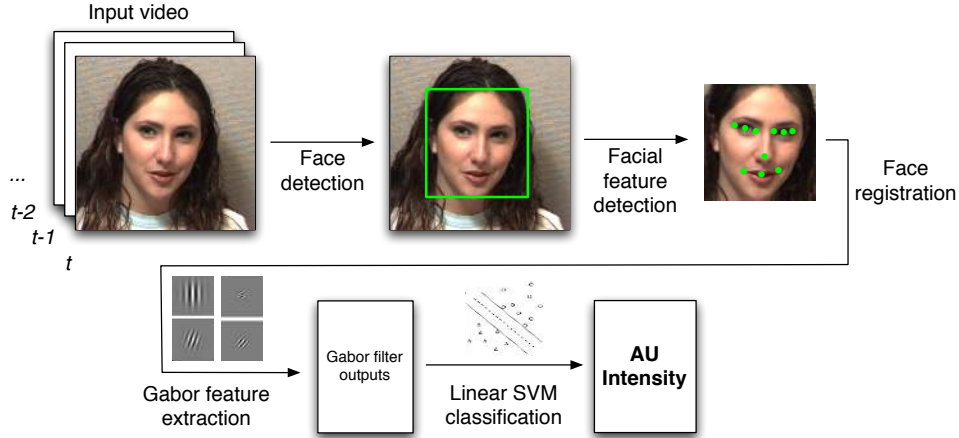 Input video
...
t-2
t-1
t
Face
detection
Facial
feature
detection
Face
registration
Gabor feature
extraction
Gabor filter
outputs
Linear SVM
classification
AU
Intensity